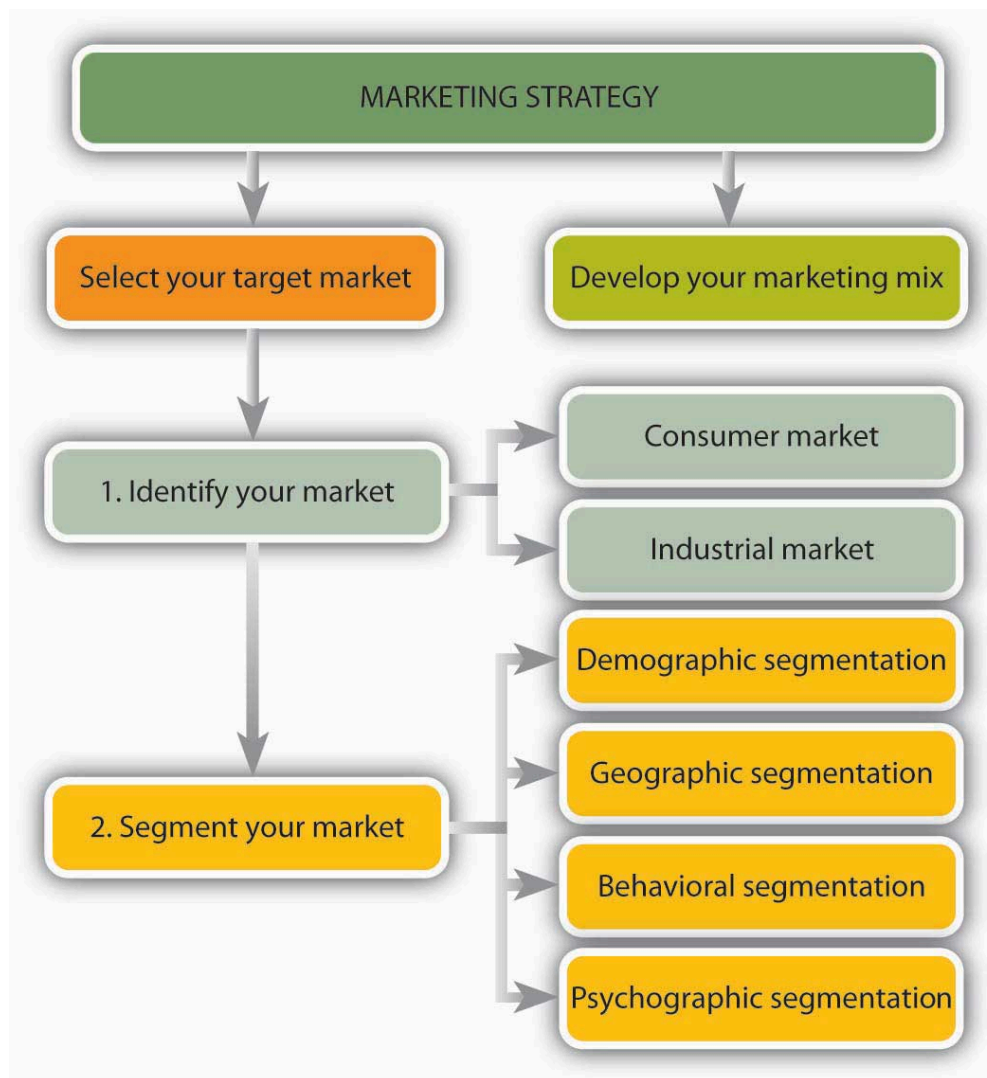 MARKETING STRATEGY
Select your target market
Develop your marketing mix
1. Identify your market
Consumer market
Industrial market
2. Segment your market
Demographic segmentation
Geographic segmentation
Behavioral segmentation
Psychographic segmentation